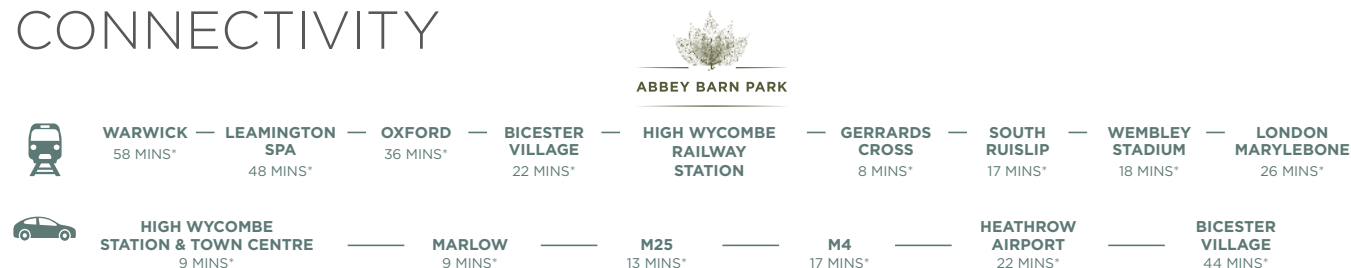 CONNECTIVITY
ABBEY BARN PARK
WARWICK
58 MINS*
LEAMINGTON
SPA
48 MINS*
OXFORD
36 MINS*
BICESTER
VILLAGE
22 MINS*
HIGH WYCOMBE
RAILWAY
STATION
GERRARDS
CROSS
8 MINS*
SOUTH
RUISLIP
17 MINS*
WEMBLEY
STADIUM
18 MINS*
LONDON
MARYLEBONE
26 MINS*
HIGH WYCOMBE
STATION & TOWN CENTRE
9 MINS*
MARLOW
9 MINS*
M25
13 MINS*
M4
17 MINS*
HEATHROW
AIRPORT
22 MINS*
BICESTER
VILLAGE
44 MINS*